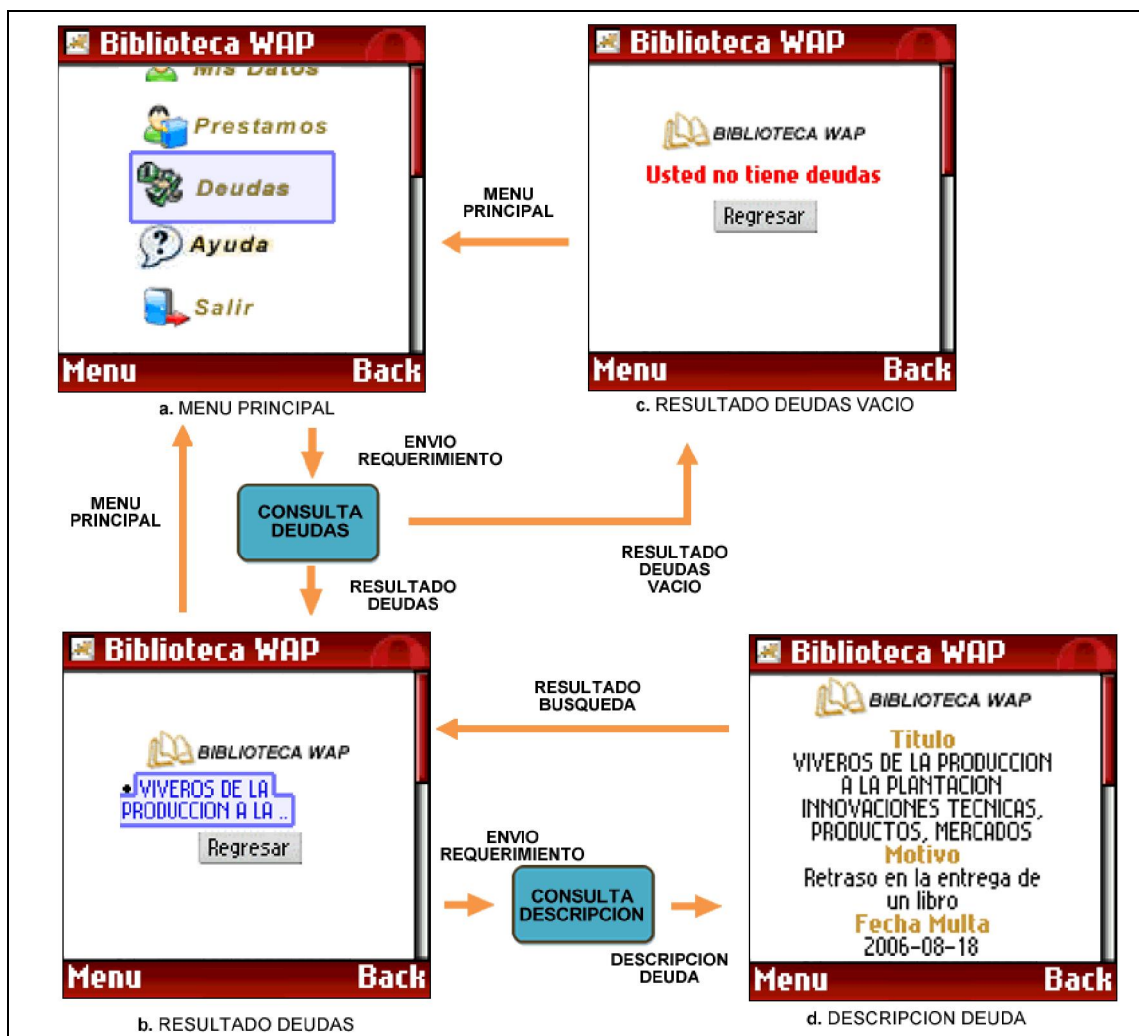 Biblioteca WAP
Mis Datos
Prestamos
Deudas
Ayuda
Salir
Menu Back
a. MENU PRINCIPAL
Biblioteca WAP
BIBLIOTECA WAP
Usted no tiene deudas
Regresar
Menu Back
c. RESULTADO DEUDAS VACIO
MENU
PRINCIPAL
ENVIO
REQUERIMIENTO
MENU
PRINCIPAL
CONSULTA
DEUDAS
RESULTADO
DEUDAS
RESULTADO
DEUDAS
VACIO
Biblioteca WAP
BIBLIOTECA WAP
VIVEROS DE LA
PRODUCCION A LA ..
Regresar
Menu Back
b. RESULTADO DEUDAS
RESULTADO
BUSQUEDA
ENVIO
REQUERIMIENTO
CONSULTA
DESCRIPCION
DESCRIPCION
DEUDA
Biblioteca WAP
BIBLIOTECA WAP
Titulo
VIVEROS DE LA PRODUCCION
A LA PLANTACION
INNOVACIONES TECNICAS,
PRODUCTOS, MERCADOS
Motivo
Retraso en la entrega de
un libro
Fecha Multa
2006-08-18
Menu Back
d. DESCRIPCION DEUDA